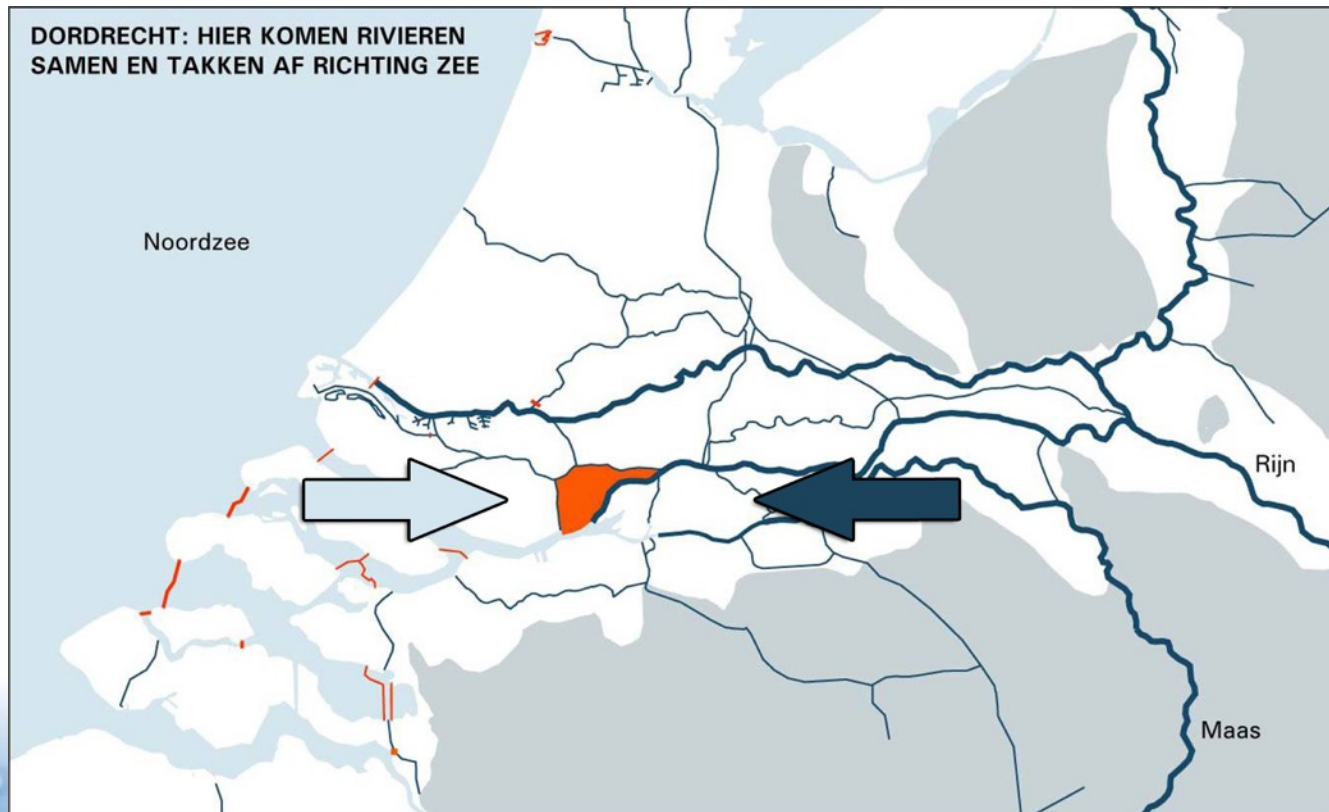 DORDRECHT: HIER KOMEN RIVIEREN
SAMEN EN TAKKEN AF RICHTING ZEE
Noordzee
Rijn
Maas